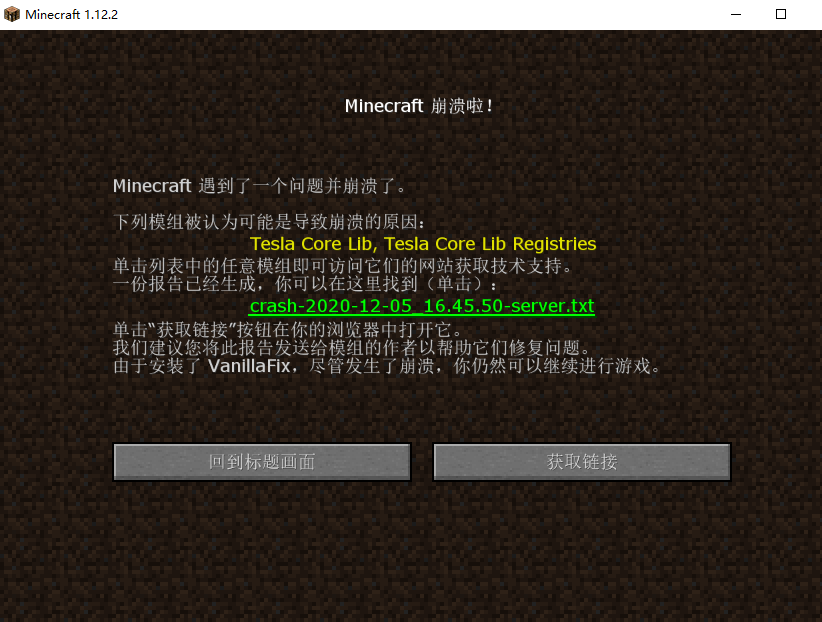 Minecraft 1.12.2
Minecraft 崩溃啦！
Minecraft 遇到了一个问题并崩溃了。
下列模组被认为可能是导致崩溃的原因：
Tesla Core Lib, Tesla Core Lib Registries
单击列表中的任意模组即可访问它们的网站获取技术支持。
一份报告已经生成，你可以在这里找到（单击）：
crash-2020-12-05_16.45.50-server.txt
单击“获取链接”按钮在你的浏览器中打开它。
我们建议您将此报告发送给模组的作者以帮助它们修复问题。
由于安装了 VanillaFix，尽管发生了崩溃，你仍然可以继续进行游戏。
回到标题画面
获取链接